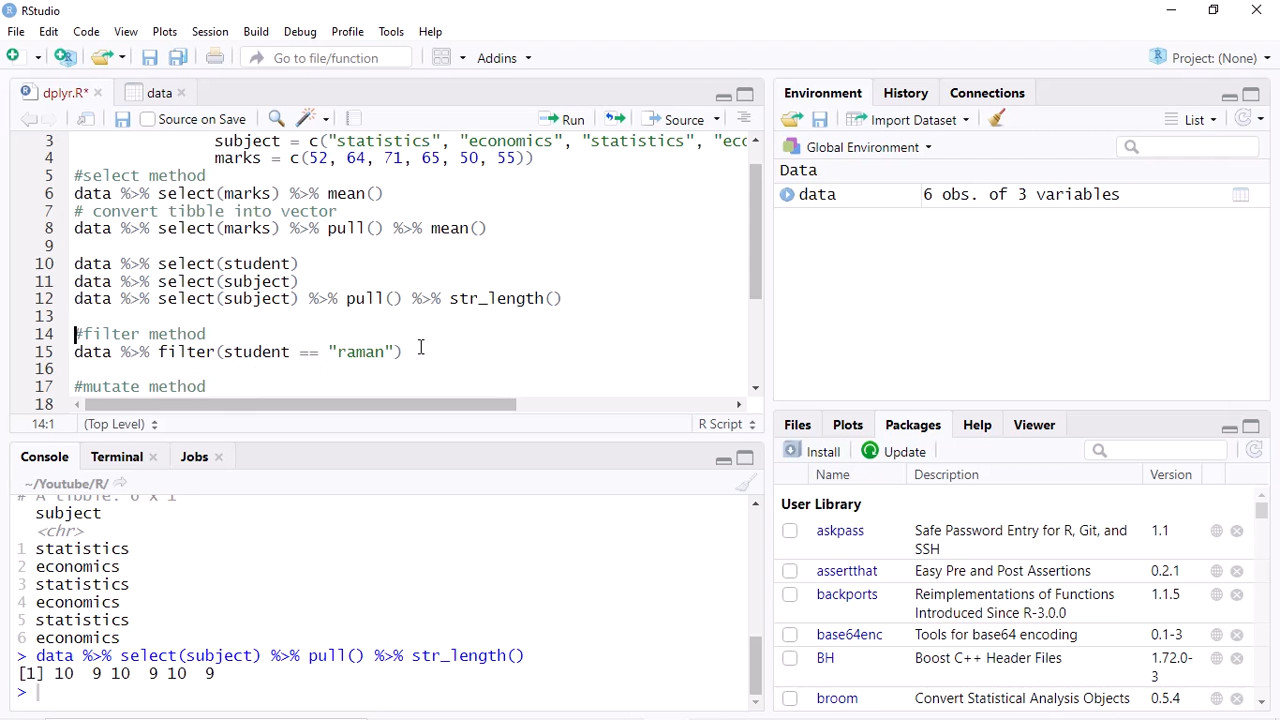 RStudio
File Edit Code View Plots Session Build Debug Profile Tools Help
Go to file/function Addins Project: (None)
dplyr.R* data
Source on Save Run Source
3 subject = c("statistics", "economics", "statistics", "eco
4 marks = c(52, 64, 71, 65, 50, 55))
5 #select method
6 data %>% select(marks) %>% mean()
7 # convert tibble into vector
8 data %>% select(marks) %>% pull() %>% mean()
9
10 data %>% select(student)
11 data %>% select(subject)
12 data %>% select(subject) %>% pull() %>% str_length()
13
14 #filter method
15 data %>% filter(student == "raman")
16
17 #mutate method
18
14:1 (Top Level) R Script
Console Terminal Jobs
~/Youtube/R/
# A tibble: 6 x 1
subject
<chr>
1 statistics
2 economics
3 statistics
4 economics
5 statistics
6 economics
> data %>% select(subject) %>% pull() %>% str_length()
[1] 10 9 10 9 10 9
>
Environment History Connections
Import Dataset List
Global Environment
Data
data 6 obs. of 3 variables
Files Plots Packages Help Viewer
Install Update
Name Description Version
User Library
askpass Safe Password Entry for R, Git, and 1.1
SSH
assertthat Easy Pre and Post Assertions 0.2.1
backports Reimplementations of Functions 1.1.5
Introduced Since R-3.0.0
base64enc Tools for base64 encoding 0.1-3
BH Boost C++ Header Files 1.72.0-
3
broom Convert Statistical Analysis Objects 0.5.4